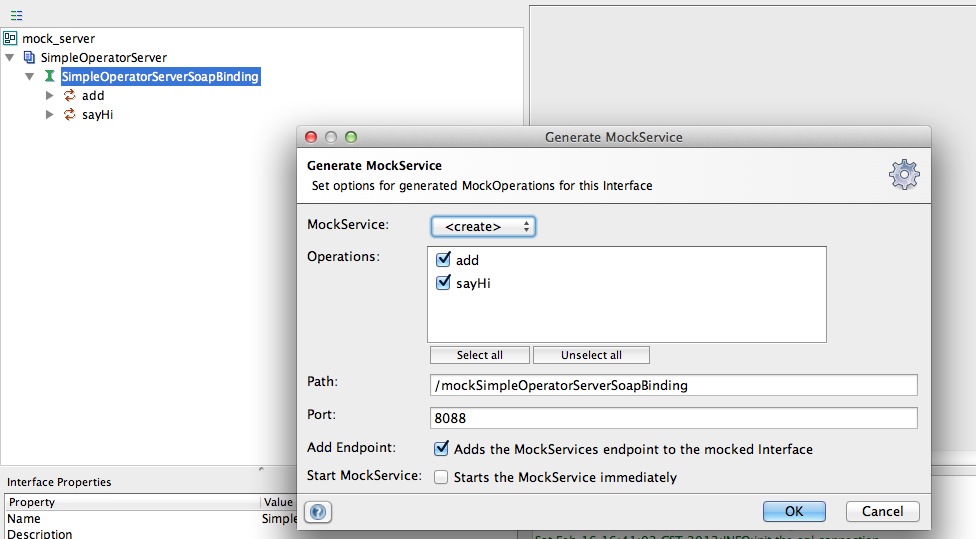 mock_server
SimpleOperatorServer
SimpleOperatorServerSoapBinding
add
sayHi
Generate MockService
Generate MockService
Set options for generated MockOperations for this Interface
MockService: <create>
Operations:
add
sayHi
Select all Unselect all
Path: /mockSimpleOperatorServerSoapBinding
Port: 8088
Add Endpoint: Adds the MockServices endpoint to the mocked Interface
Start MockService: Starts the MockService immediately
OK Cancel
Interface Properties
Property Value
Name Simple
Description